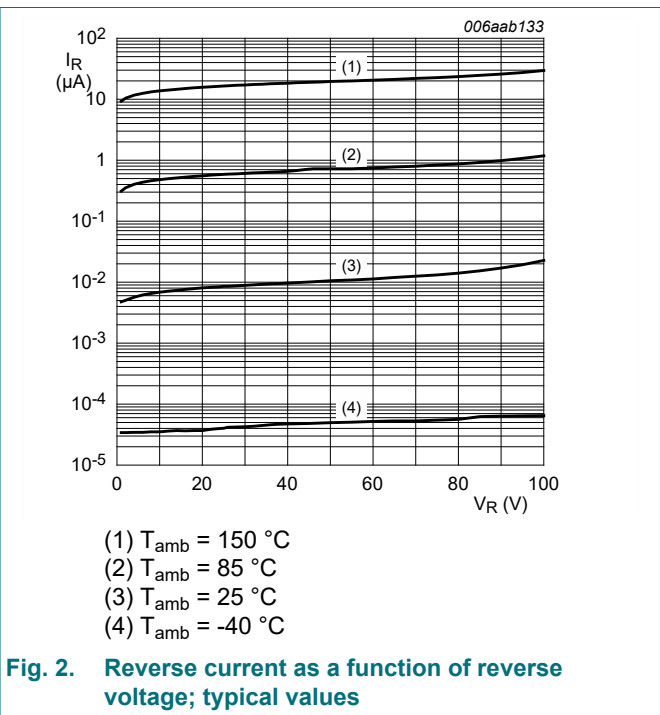 006aab133
10²
I_R
(µA)
10
1
10⁻¹
10⁻²
10⁻³
10⁻⁴
10⁻⁵
(1)
(2)
(3)
(4)
0 20 40 60 80 100
V_R (V)
(1) T_amb = 150 °C
(2) T_amb = 85 °C
(3) T_amb = 25 °C
(4) T_amb = -40 °C
Fig. 2. Reverse current as a function of reverse
voltage; typical values